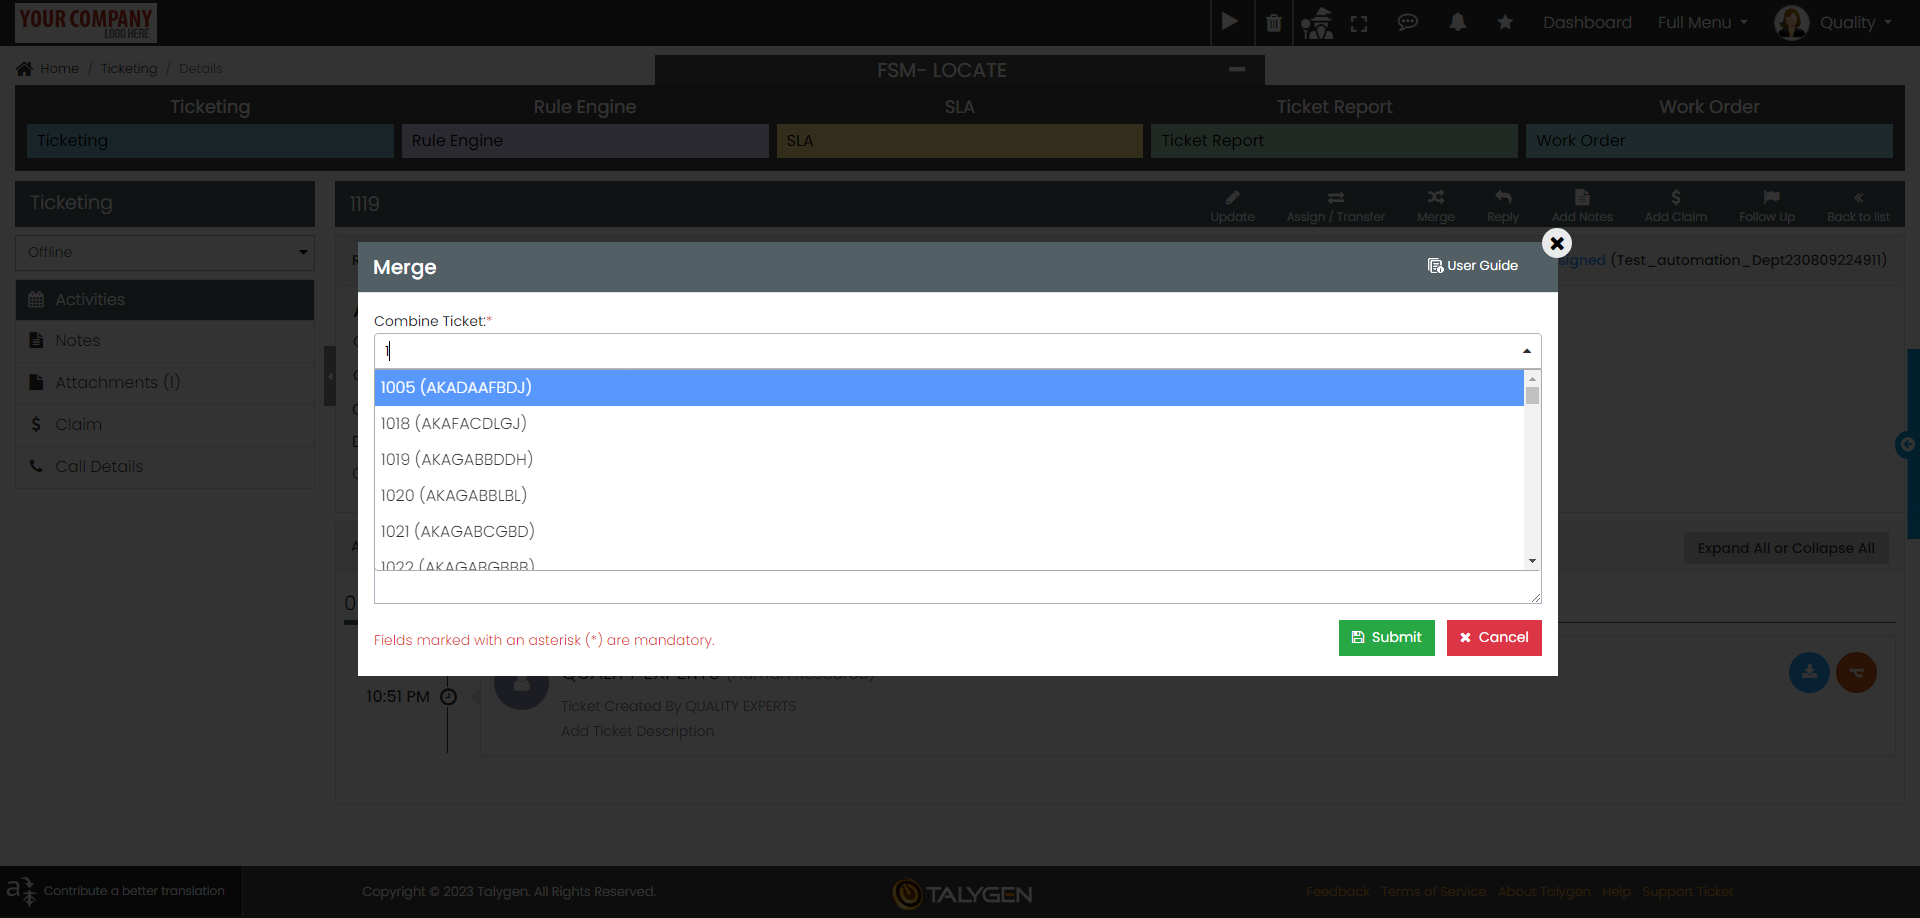 YOUR COMPANY
LOGO HERE
Dashboard
Full Menu
Quality
Home / Ticketing / Details
FSM- LOCATE
Ticketing
Rule Engine
SLA
Ticket Report
Work Order
Ticketing
Rule Engine
SLA
Ticket Report
Work Order
Ticketing
1119
Update
Assign / Transfer
Merge
Reply
Add Notes
Add Claim
Follow Up
Back to list
Offline
Activities
Notes
Attachments (1)
Claim
Call Details
Merge
User Guide
signed (Test_automation_Dept230809224911)
Combine Ticket:*
1
1005 (AKADAAFBDJ)
1018 (AKAFACDLGJ)
1019 (AKAGABBDDH)
1020 (AKAGABBLBL)
1021 (AKAGABCGBD)
1022 (AKAGABGBBB)
Expand All or Collapse All
Fields marked with an asterisk (*) are mandatory.
Submit
Cancel
10:51 PM
QUALITY EXPERTS (Human Resources)
Ticket Created By QUALITY EXPERTS
Add Ticket Description
Contribute a better translation
Copyright © 2023 Talygen. All Rights Reserved.
TALYGEN
Feedback Terms of Service About Talygen Help Support Ticket